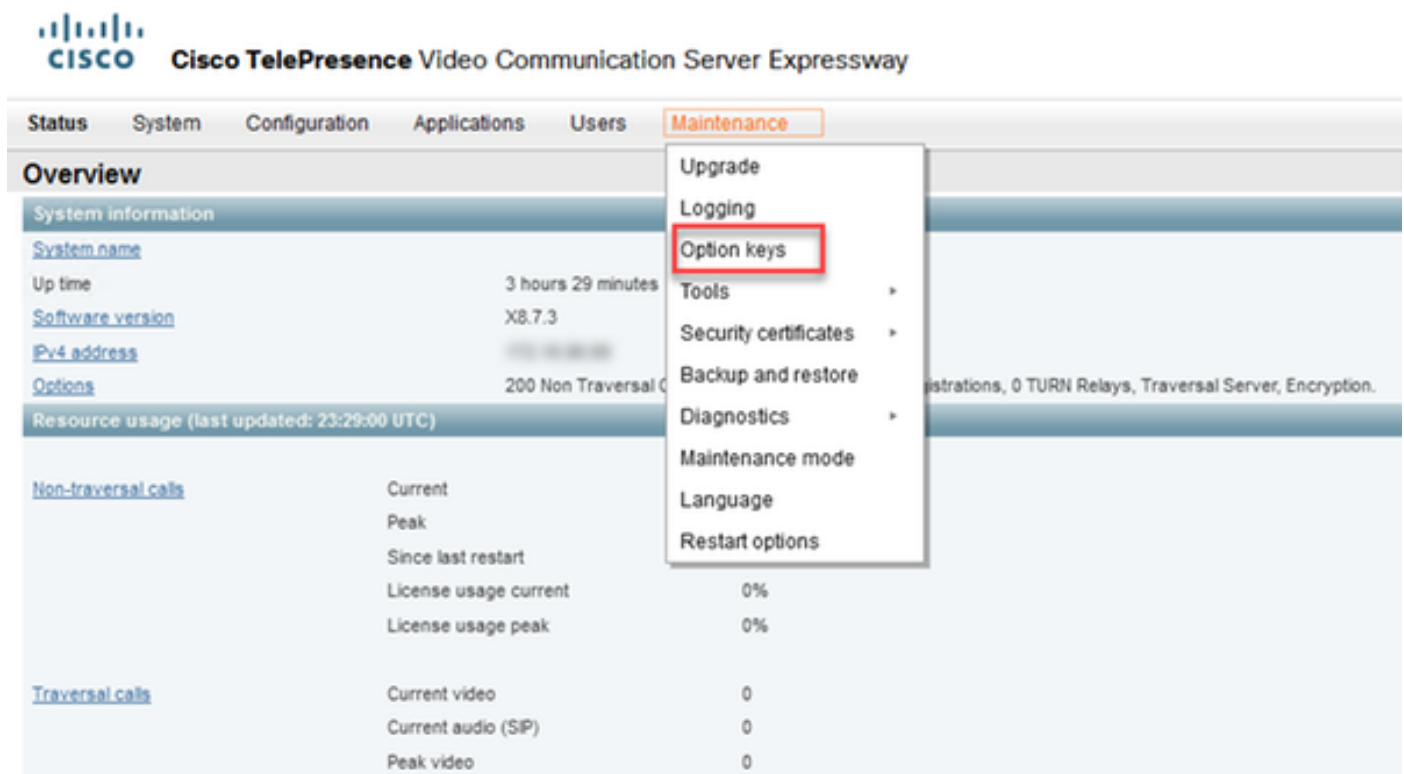 CISCO Cisco TelePresence Video Communication Server Expressway
Status System Configuration Applications Users Maintenance
Overview
System information
System name
Up time 3 hours 29 minutes
Software version X8.7.3
IPv4 address
Options 200 Non Traversal istrations, 0 TURN Relays, Traversal Server, Encryption.
Resource usage (last updated: 23:29:00 UTC)
Non-traversal calls Current
Peak
Since last restart
License usage current 0%
License usage peak 0%
Traversal calls Current video 0
Current audio (SIP) 0
Peak video 0
Upgrade
Logging
Option keys
Tools
Security certificates
Backup and restore
Diagnostics
Maintenance mode
Language
Restart options